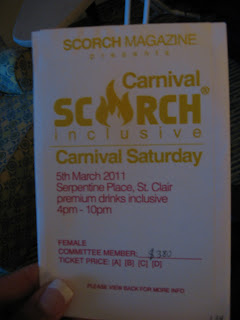 SCORCH MAGAZINE
presents
Carnival
SCORCH®
inclusive
Carnival Saturday
5th March 2011
Serpentine Place, St. Clair
premium drinks inclusive
4pm - 10pm
FEMALE
COMMITTEE MEMBER:
TICKET PRICE: [A] [B] [C] [D]
PLEASE VIEW BACK FOR MORE INFO